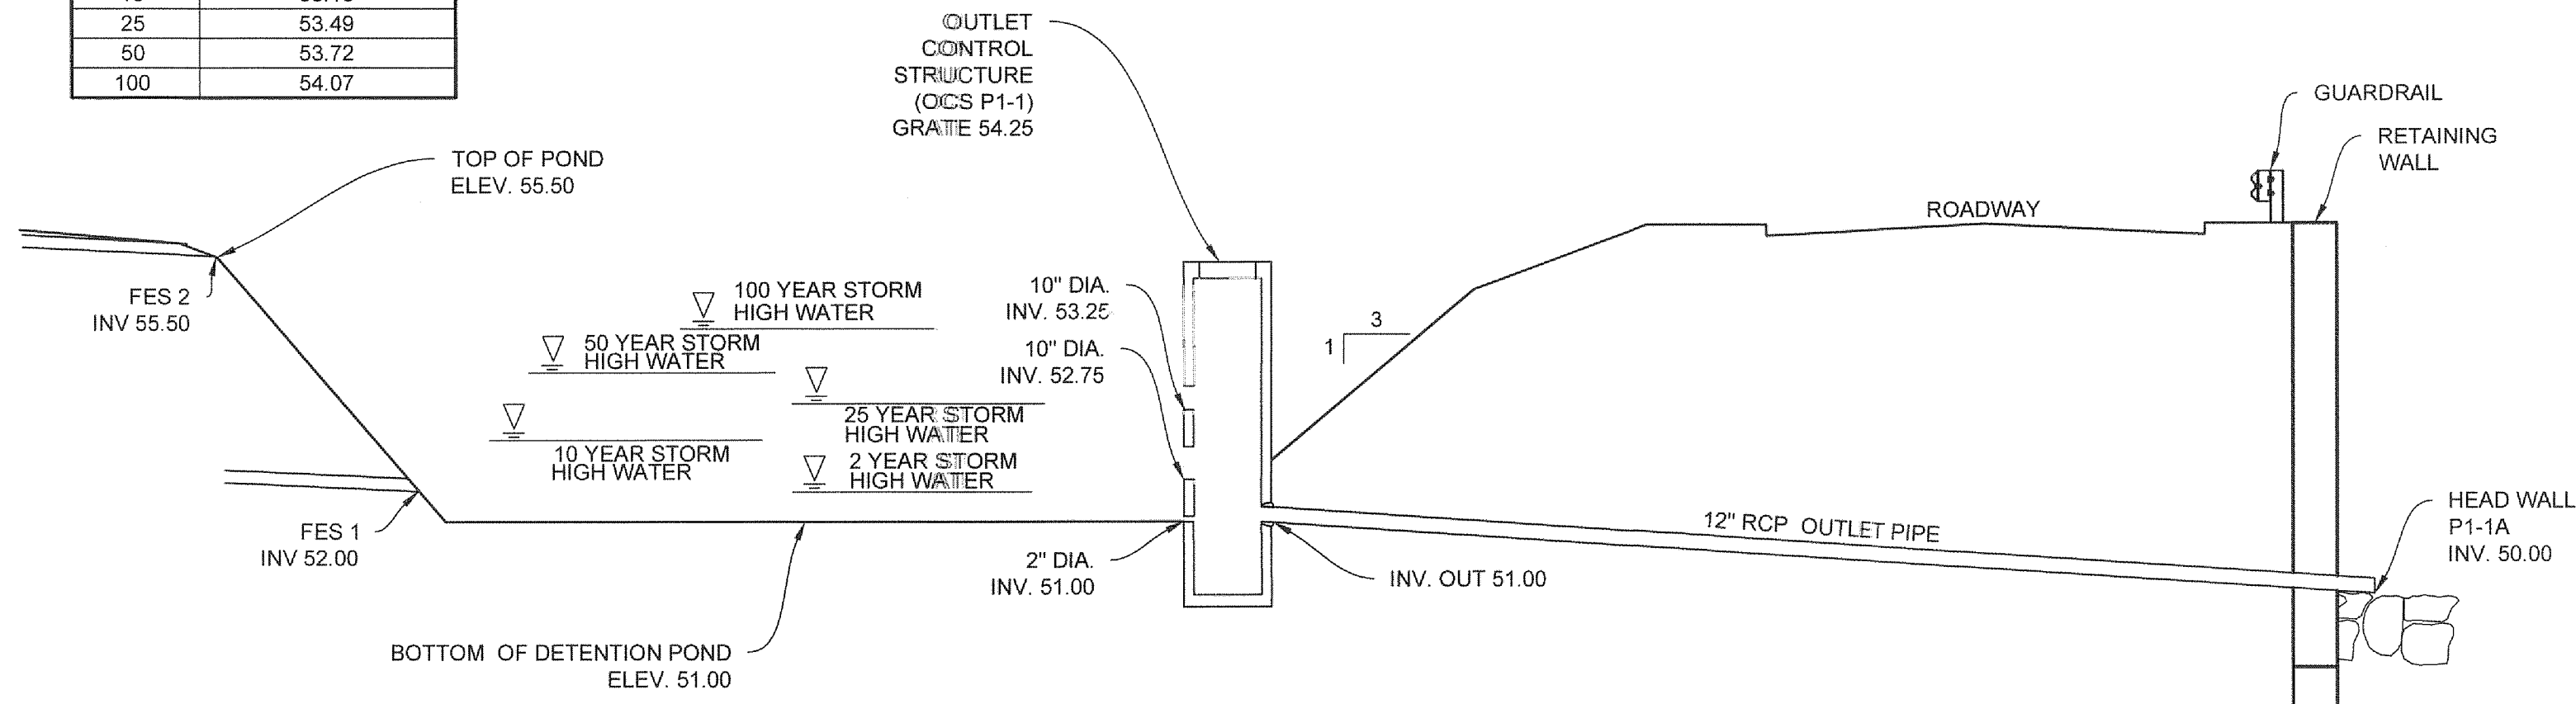 25 53.49
50 53.72
100 54.07
OUTLET
CONTROL
STRUCTURE
(OCS P1-1)
GRATE 54.25
GUARDRAIL
RETAINING
WALL
TOP OF POND
ELEV. 55.50
ROADWAY
FES 2
INV 55.50
100 YEAR STORM
HIGH WATER
10" DIA.
INV. 53.25
50 YEAR STORM
HIGH WATER
10" DIA.
INV. 52.75
3
1
25 YEAR STORM
HIGH WATER
10 YEAR STORM
HIGH WATER
2 YEAR STORM
HIGH WATER
FES 1
INV 52.00
2" DIA.
INV. 51.00
INV. OUT 51.00
12" RCP OUTLET PIPE
HEAD WALL
P1-1A
INV. 50.00
BOTTOM OF DETENTION POND
ELEV. 51.00